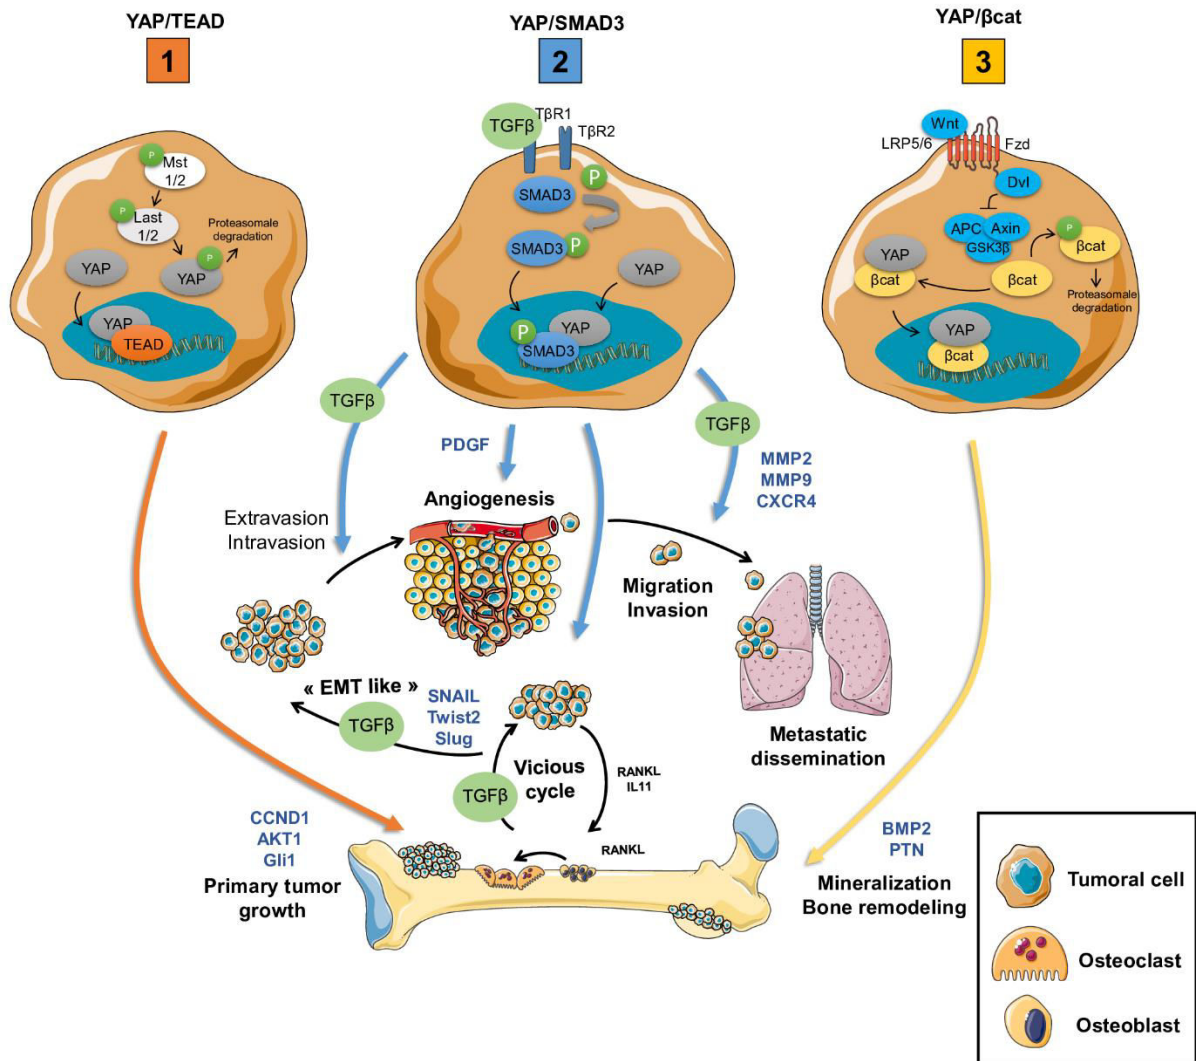 YAP/TEAD
1
P
Mst
1/2
P
Last
1/2
Proteasomale
degradation
P
YAP
YAP
YAP
TEAD
YAP/SMAD3
2
TGFβ
TβR1
TβR2
P
SMAD3
SMAD3
P
YAP
P
YAP
SMAD3
YAP/βcat
3
Wnt
LRP5/6
Fzd
Dvl
APC
Axin
GSK3β
P
βcat
YAP
βcat
βcat
Proteasomale
degradation
YAP
βcat
TGFβ
PDGF
TGFβ
MMP2
MMP9
CXCR4
Angiogenesis
Extravasion
Intravasion
Migration
Invasion
« EMT like »
SNAIL
Twist2
Slug
TGFβ
Metastatic
dissemination
Vicious
cycle
TGFβ
RANKL
IL11
RANKL
CCND1
AKT1
Gli1
Primary tumor
growth
BMP2
PTN
Mineralization
Bone remodeling
Tumoral cell
Osteoclast
Osteoblast